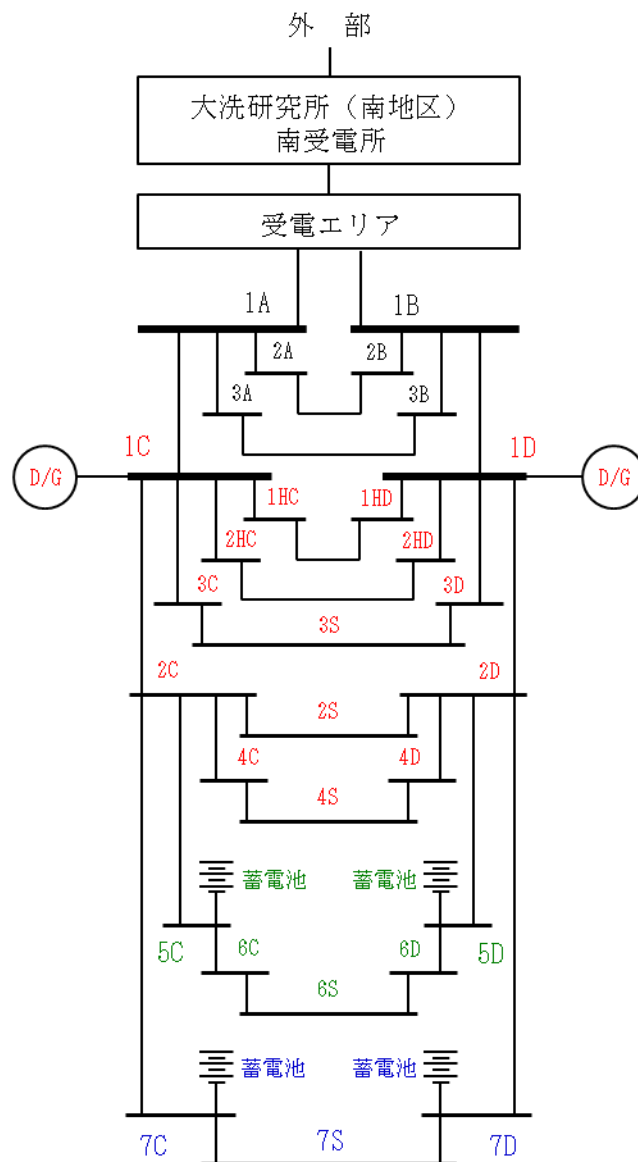 外 部
大洗研究所（南地区）
南受電所
受電エリア
1A 1B
2A 2B
3A 3B
1C 1D
D/G D/G
1HC 1HD
2HC 2HD
3C 3D
3S
2C 2D
2S
4C 4D
4S
蓄電池 蓄電池
5C 6C 6D 5D
6S
蓄電池 蓄電池
7C 7S 7D